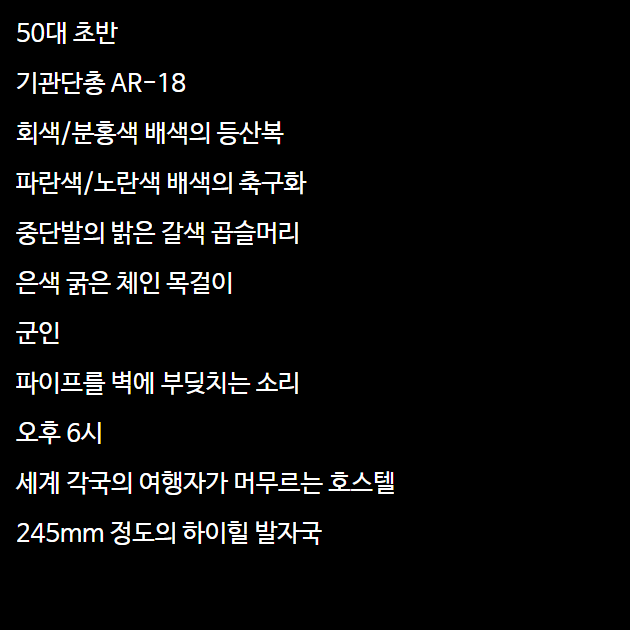 50대 초반
기관단총 AR-18
회색/분홍색 배색의 등산복
파란색/노란색 배색의 축구화
중단발의 밝은 갈색 곱슬머리
은색 굵은 체인 목걸이
군인
파이프를 벽에 부딪치는 소리
오후 6시
세계 각국의 여행자가 머무르는 호스텔
245mm 정도의 하이힐 발자국